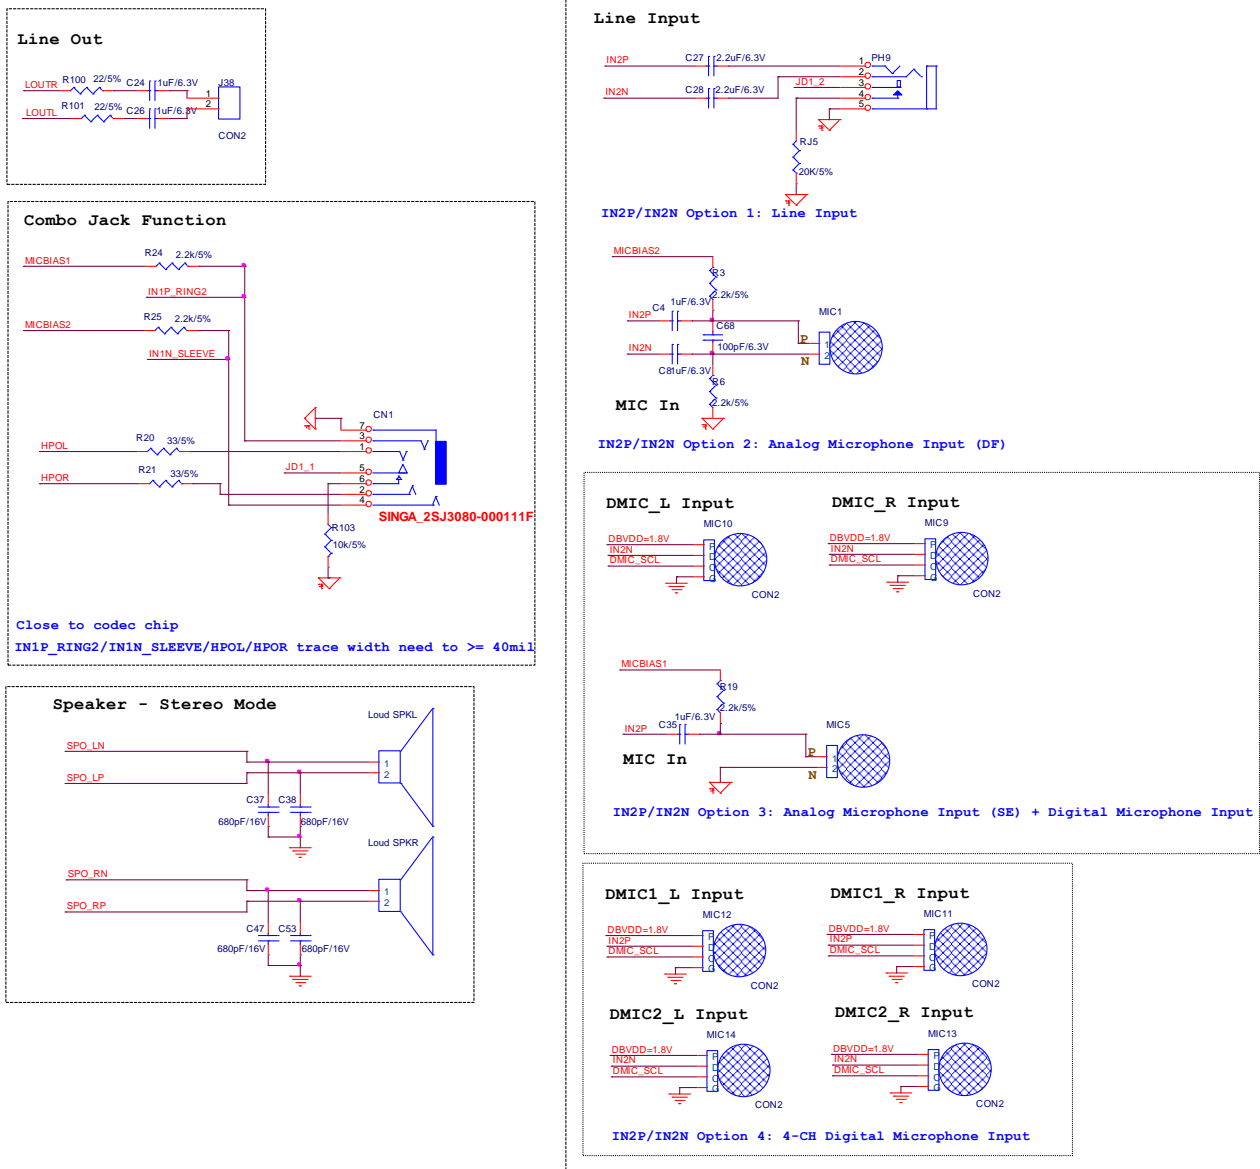 Line Out
LOUTR R100 22/5% C24 1uF/6.3V J38
1
LOUTL R101 22/5% C26 1uF/6.3V 2
CON2
Combo Jack Function
MICBIAS1 R24 2.2k/5%
IN1P_RING2
MICBIAS2 R25 2.2k/5%
IN1N_SLEEVE
CN1
7
3
HPOL R20 33/5% 1
JD1_1 5
HPOR R21 33/5% 6
2
4
SINGA_2SJ3080-000111F
R103
10k/5%
Close to codec chip
IN1P_RING2/IN1N_SLEEVE/HPOL/HPOR trace width need to >= 40mil
Speaker - Stereo Mode
Loud SPKL
SPO_LN
1
SPO_LP 2
C37 C38
680pF/16V 680pF/16V
Loud SPKR
SPO_RN
1
SPO_RP 2
C47 C53
680pF/16V 680pF/16V
Line Input
IN2P C27 2.2uF/6.3V 1 PH9
2
JD1_2 3
IN2N C28 2.2uF/6.3V 4
5
RJ5
20K/5%
IN2P/IN2N Option 1: Line Input
MICBIAS2
R3
2.2k/5%
IN2P C4 1uF/6.3V
MIC1
C68
100pF/6.3V
P 1
IN2N
N 2
C8 1uF/6.3V
R6
2.2k/5%
MIC In
IN2P/IN2N Option 2: Analog Microphone Input (DF)
DMIC_L Input
MIC10
DBVDD=1.8V P
IN2N D
DMIC_SCL C
G
CON2
DMIC_R Input
MIC9
DBVDD=1.8V P
IN2N D
DMIC_SCL C
G
CON2
MICBIAS1
R19
2.2k/5%
IN2P C35 1uF/6.3V
MIC5
MIC In
P 1
N 2
IN2P/IN2N Option 3: Analog Microphone Input (SE) + Digital Microphone Input
DMIC1_L Input
MIC12
DBVDD=1.8V P
IN2P D
DMIC_SCL C
G
CON2
DMIC1_R Input
MIC11
DBVDD=1.8V P
IN2P D
DMIC_SCL C
G
CON2
DMIC2_L Input
MIC14
DBVDD=1.8V P
IN2N D
DMIC_SCL C
G
CON2
DMIC2_R Input
MIC13
DBVDD=1.8V P
IN2N D
DMIC_SCL C
G
CON2
IN2P/IN2N Option 4: 4-CH Digital Microphone Input